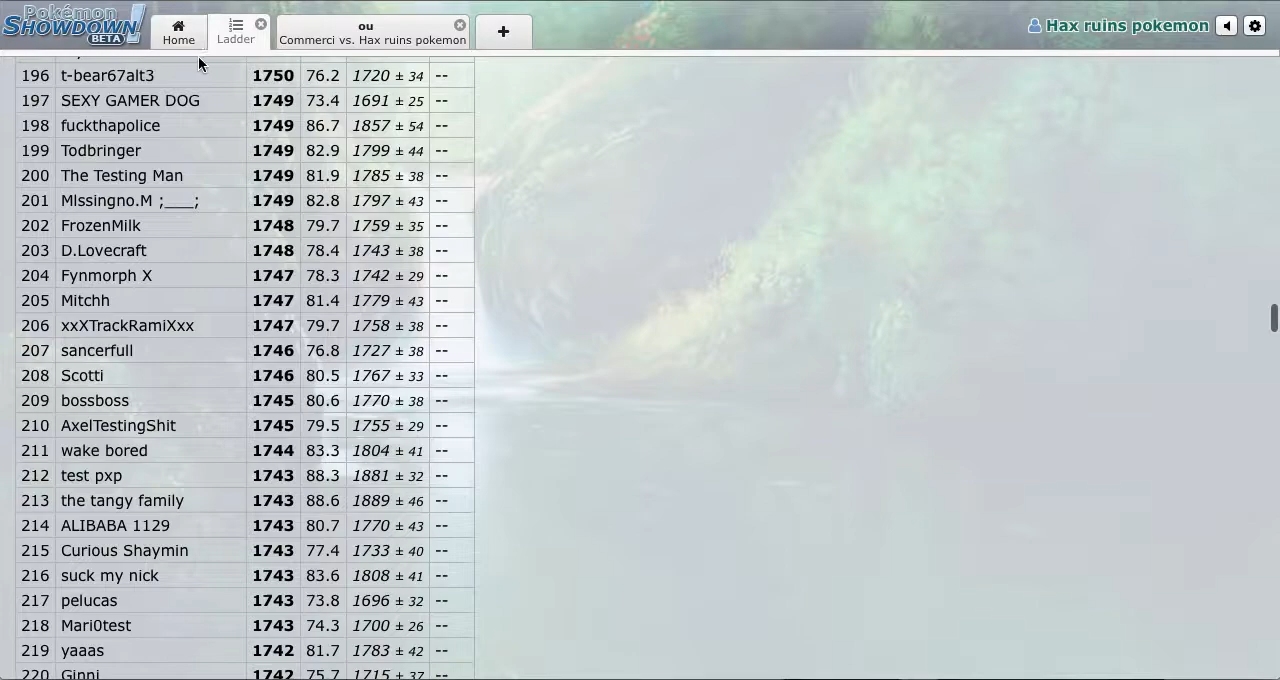 Pokémon
SHOWDOWN!
BETA
Home
Ladder
ou
Commerci vs. Hax ruins pokemon
+
Hax ruins pokemon
196 t-bear67alt3 1750 76.2 1720 ± 34 --
197 SEXY GAMER DOG 1749 73.4 1691 ± 25 --
198 fuckthapolice 1749 86.7 1857 ± 54 --
199 Todbringer 1749 82.9 1799 ± 44 --
200 The Testing Man 1749 81.9 1785 ± 38 --
201 MIssingno.M ;___; 1749 82.8 1797 ± 43 --
202 FrozenMilk 1748 79.7 1759 ± 35 --
203 D.Lovecraft 1748 78.4 1743 ± 38 --
204 Fynmorph X 1747 78.3 1742 ± 29 --
205 Mitchh 1747 81.4 1779 ± 43 --
206 xxXTrackRamiXxx 1747 79.7 1758 ± 38 --
207 sancerfull 1746 76.8 1727 ± 38 --
208 Scotti 1746 80.5 1767 ± 33 --
209 bossboss 1745 80.6 1770 ± 38 --
210 AxelTestingShit 1745 79.5 1755 ± 29 --
211 wake bored 1744 83.3 1804 ± 41 --
212 test pxp 1743 88.3 1881 ± 32 --
213 the tangy family 1743 88.6 1889 ± 46 --
214 ALIBABA 1129 1743 80.7 1770 ± 43 --
215 Curious Shaymin 1743 77.4 1733 ± 40 --
216 suck my nick 1743 83.6 1808 ± 41 --
217 pelucas 1743 73.8 1696 ± 32 --
218 Mari0test 1743 74.3 1700 ± 26 --
219 yaaas 1742 81.7 1783 ± 42 --
220 Ginni 1742 75.7 1715 ± 37 --